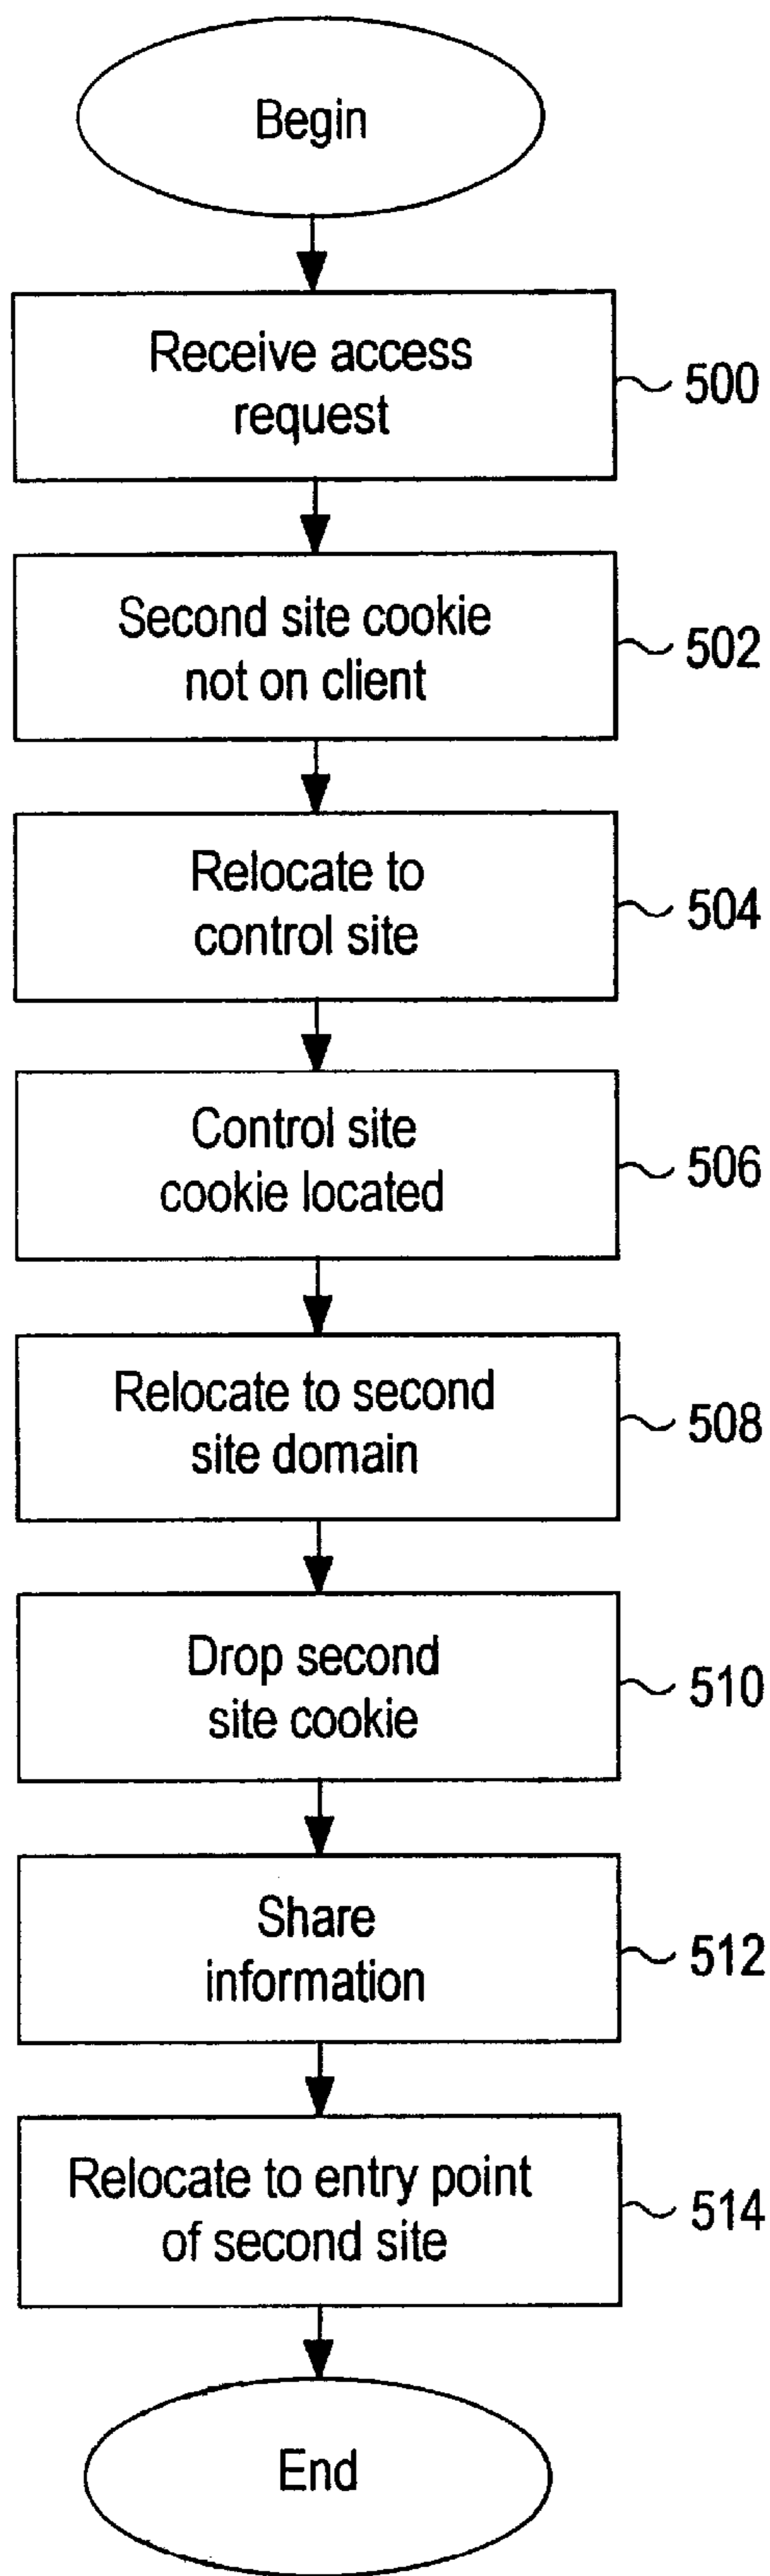 Begin
Receive access
request
500
Second site cookie
not on client
502
Relocate to
control site
504
Control site
cookie located
506
Relocate to second
site domain
508
Drop second
site cookie
510
Share
information
512
Relocate to entry point
of second site
514
End